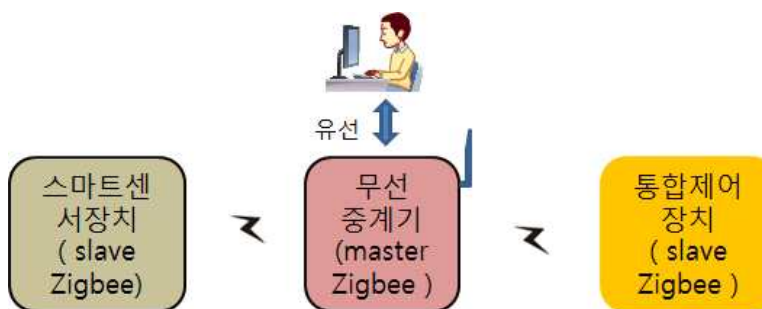 유선
스마트센
서장치
( slave
Zigbee)
무선
중계기
(master
Zigbee )
통합제어
장치
( slave
Zigbee )